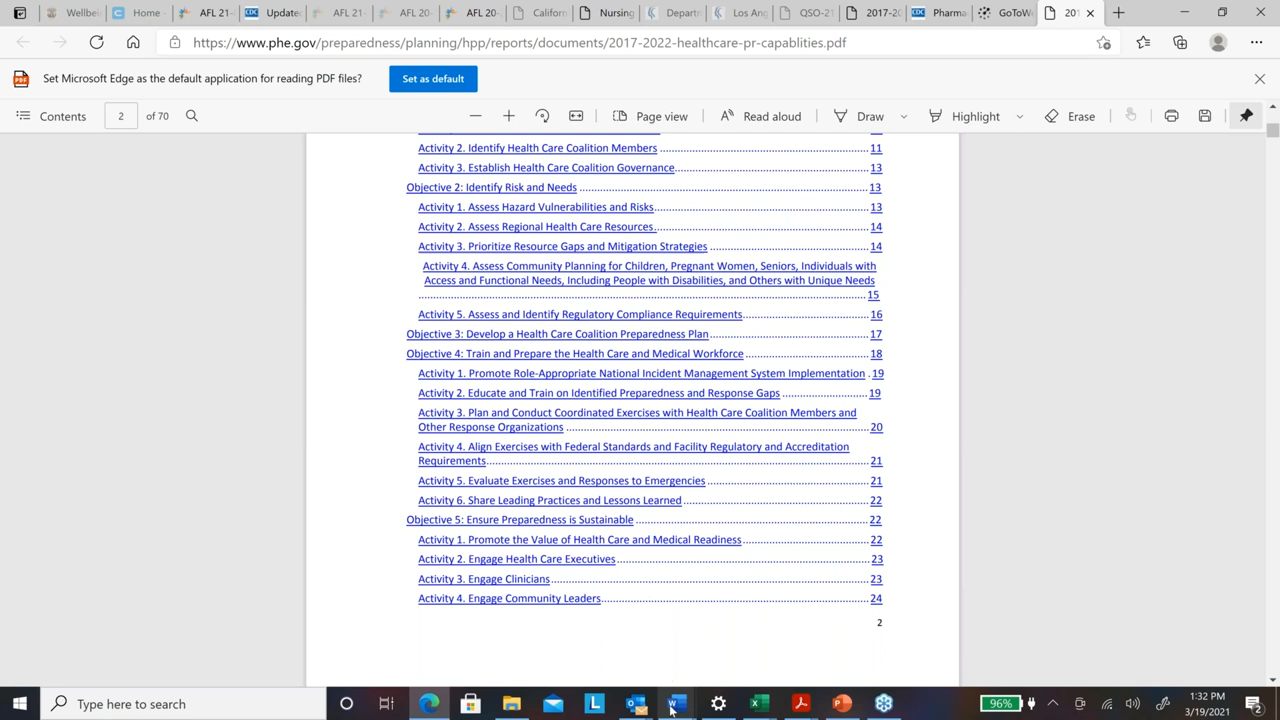 Wellbei
Home -
AFL 21-
Update:
AFL 21-
AFL 20-
AFL 20-
Californ
Nursing
Departr
Los Ang
QSO-21
2017-20
Pharma
GoToWe
201
https://www.phe.gov/preparedness/planning/hpp/reports/documents/2017-2022-healthcare-pr-capablities.pdf
Set Microsoft Edge as the default application for reading PDF files?
Set as default
Contents
2
of 70
Page view
Read aloud
Draw
Highlight
Erase
Activity 2. Identify Health Care Coalition Members 11
Activity 3. Establish Health Care Coalition Governance 13
Objective 2: Identify Risk and Needs 13
Activity 1. Assess Hazard Vulnerabilities and Risks 13
Activity 2. Assess Regional Health Care Resources 14
Activity 3. Prioritize Resource Gaps and Mitigation Strategies 14
Activity 4. Assess Community Planning for Children, Pregnant Women, Seniors, Individuals with
Access and Functional Needs, Including People with Disabilities, and Others with Unique Needs
15
Activity 5. Assess and Identify Regulatory Compliance Requirements 16
Objective 3: Develop a Health Care Coalition Preparedness Plan 17
Objective 4: Train and Prepare the Health Care and Medical Workforce 18
Activity 1. Promote Role-Appropriate National Incident Management System Implementation . 19
Activity 2. Educate and Train on Identified Preparedness and Response Gaps 19
Activity 3. Plan and Conduct Coordinated Exercises with Health Care Coalition Members and
Other Response Organizations 20
Activity 4. Align Exercises with Federal Standards and Facility Regulatory and Accreditation
Requirements 21
Activity 5. Evaluate Exercises and Responses to Emergencies 21
Activity 6. Share Leading Practices and Lessons Learned 22
Objective 5: Ensure Preparedness is Sustainable 22
Activity 1. Promote the Value of Health Care and Medical Readiness 22
Activity 2. Engage Health Care Executives 23
Activity 3. Engage Clinicians 23
Activity 4. Engage Community Leaders 24
2
Type here to search
96%
1:32 PM
3/19/2021
2